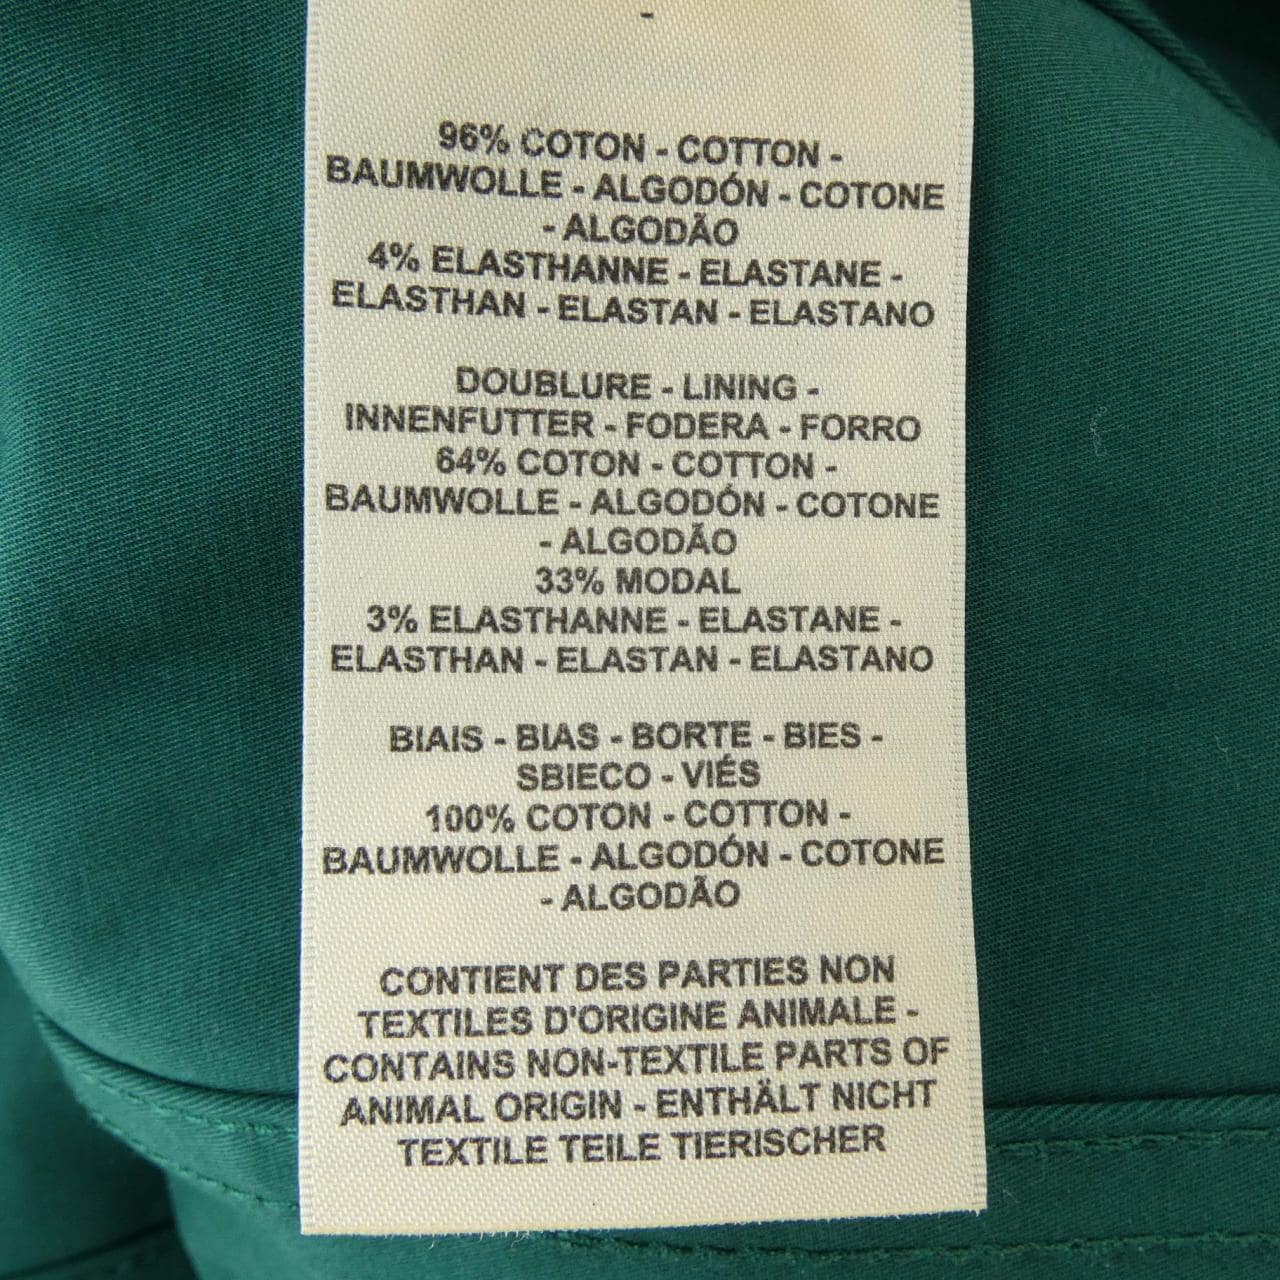 -
96% COTON - COTTON -
BAUMWOLLE - ALGODÓN - COTONE
- ALGODÃO
4% ELASTHANNE - ELASTANE -
ELASTHAN - ELASTAN - ELASTANO
DOUBLURE - LINING -
INNENFUTTER - FODERA - FORRO
64% COTON - COTTON -
BAUMWOLLE - ALGODÓN - COTONE
- ALGODÃO
33% MODAL
3% ELASTHANNE - ELASTANE -
ELASTHAN - ELASTAN - ELASTANO
BIAIS - BIAS - BORTE - BIES -
SBIECO - VIÉS
100% COTON - COTTON -
BAUMWOLLE - ALGODÓN - COTONE
- ALGODÃO
CONTIENT DES PARTIES NON
TEXTILES D'ORIGINE ANIMALE -
CONTAINS NON-TEXTILE PARTS OF
ANIMAL ORIGIN - ENTHÄLT NICHT
TEXTILE TEILE TIERISCHER